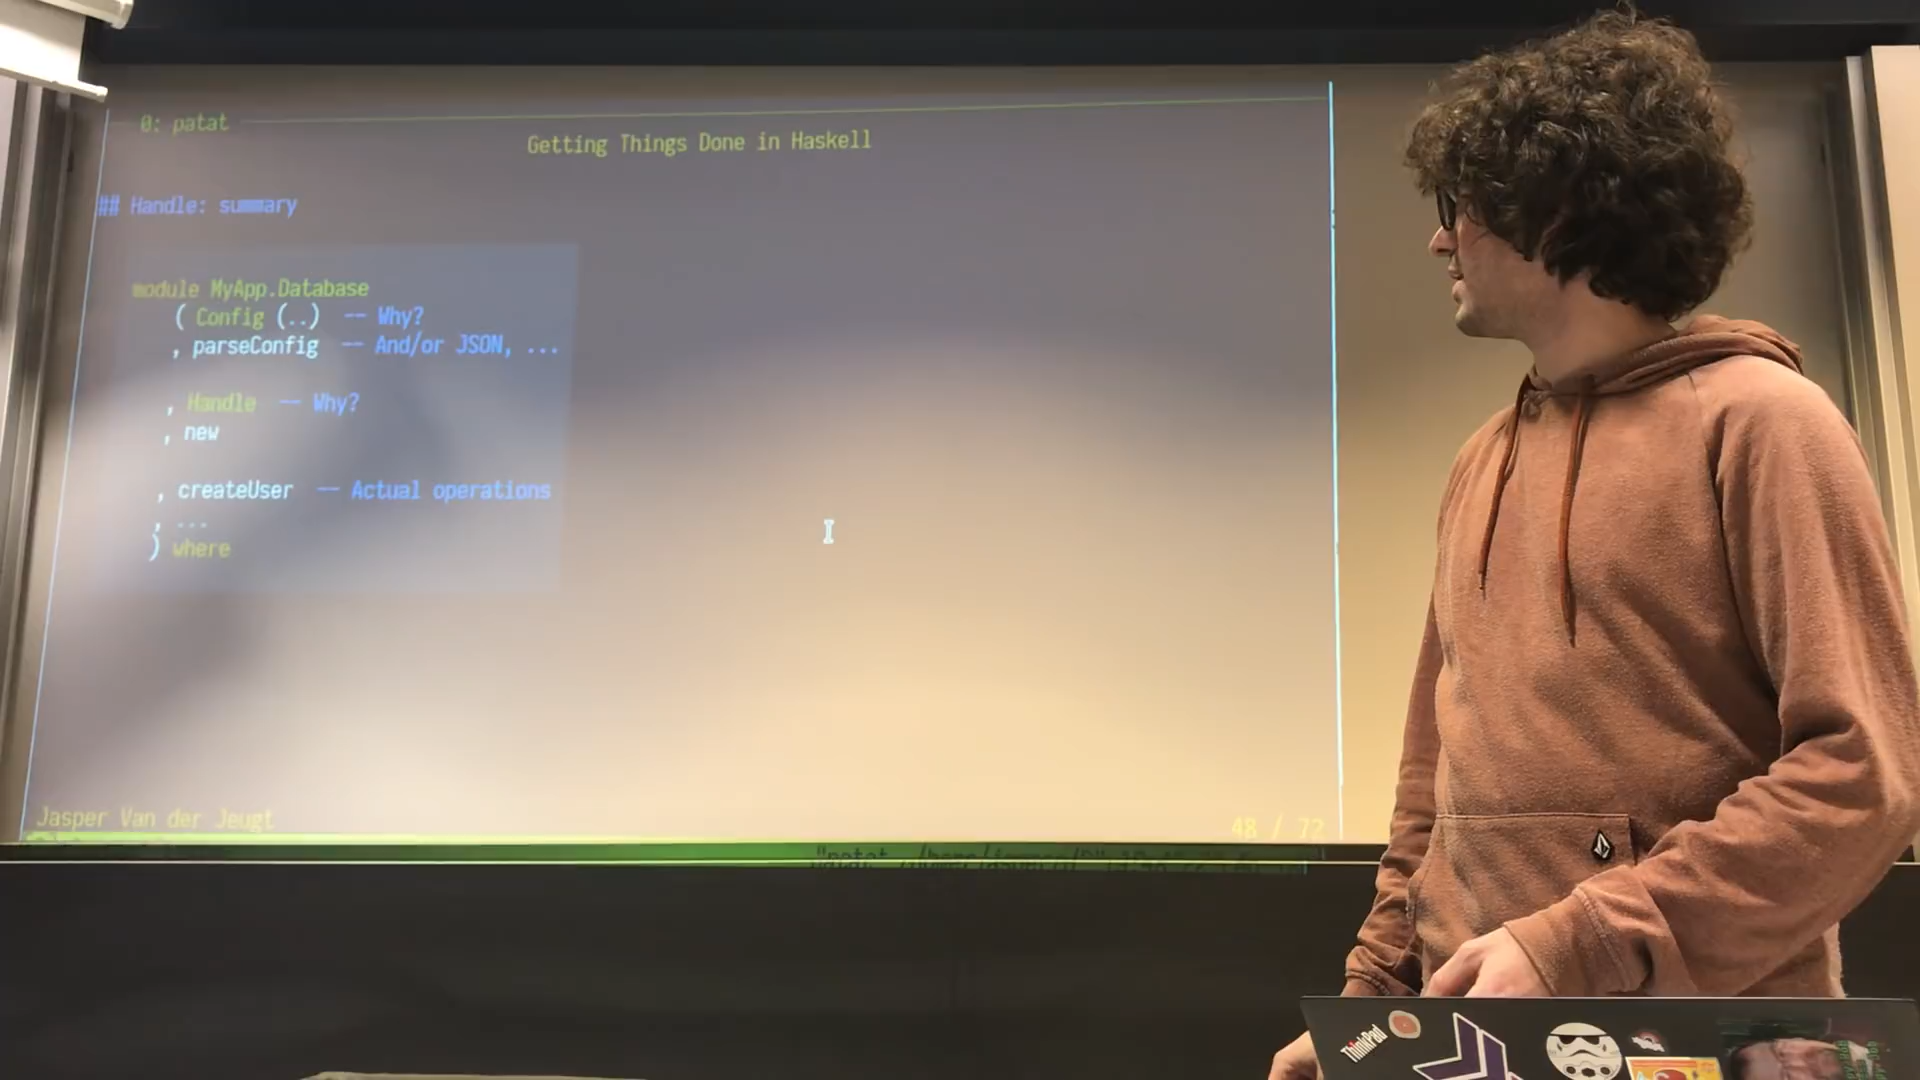 0: patat
Getting Things Done in Haskell
## Handle: summary
module MyApp.Database
( Config (..) -- Why?
, parseConfig -- And/or JSON, ...
, Handle -- Why?
, new
, createUser -- Actual operations
, ...
) where
Jasper Van der Jeugt
48 / 72
ThinkPad